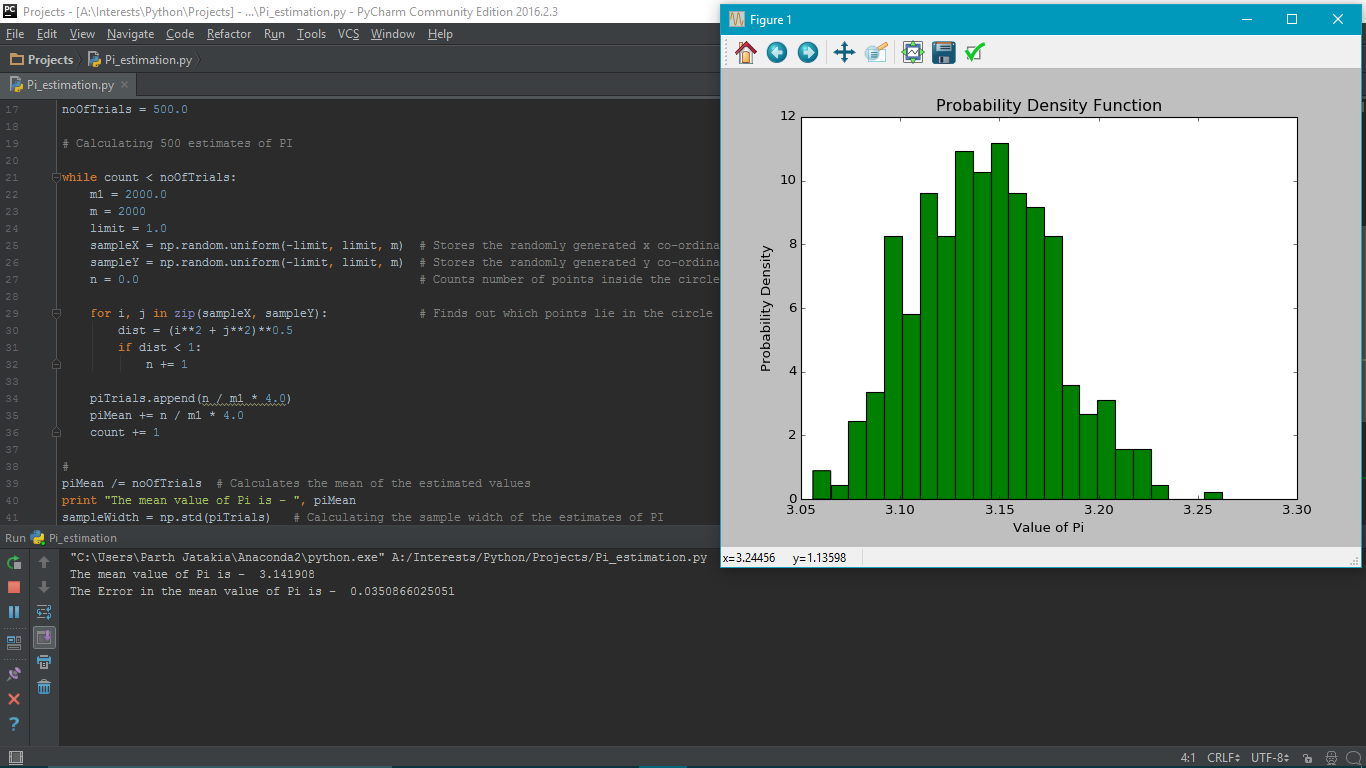 Projects - [A:\Interests\Python\Projects] - ...\Pi_estimation.py - PyCharm Community Edition 2016.2.3
File Edit View Navigate Code Refactor Run Tools VCS Window Help
Projects Pi_estimation.py
Pi_estimation.py
17 noOfTrials = 500.0
18
19 # Calculating 500 estimates of PI
20
21 while count < noOfTrials:
22 m1 = 2000.0
23 m = 2000
24 limit = 1.0
25 sampleX = np.random.uniform(-limit, limit, m) # Stores the randomly generated x co-ordina
26 sampleY = np.random.uniform(-limit, limit, m) # Stores the randomly generated y co-ordina
27 n = 0.0 # Counts number of points inside the circle
28
29 for i, j in zip(sampleX, sampleY): # Finds out which points lie in the circle
30 dist = (i**2 + j**2)**0.5
31 if dist < 1:
32 n += 1
33
34 piTrials.append(n / m1 * 4.0)
35 piMean += n / m1 * 4.0
36 count += 1
37
38 #
39 piMean /= noOfTrials # Calculates the mean of the estimated values
40 print "The mean value of Pi is - ", piMean
41 sampleWidth = np.std(piTrials) # Calculating the sample width of the estimates of PI
Run Pi_estimation
"C:\Users\Parth Jatakia\Anaconda2\python.exe" A:/Interests/Python/Projects/Pi_estimation.py
The mean value of Pi is - 3.141908
The Error in the mean value of Pi is - 0.0350866025051
4:1 CRLF UTF-8
Figure 1
Probability Density Function
Probability Density
12
10
8
6
4
2
0
3.05 3.10 3.15 3.20 3.25 3.30
Value of Pi
x=3.24456 y=1.13598